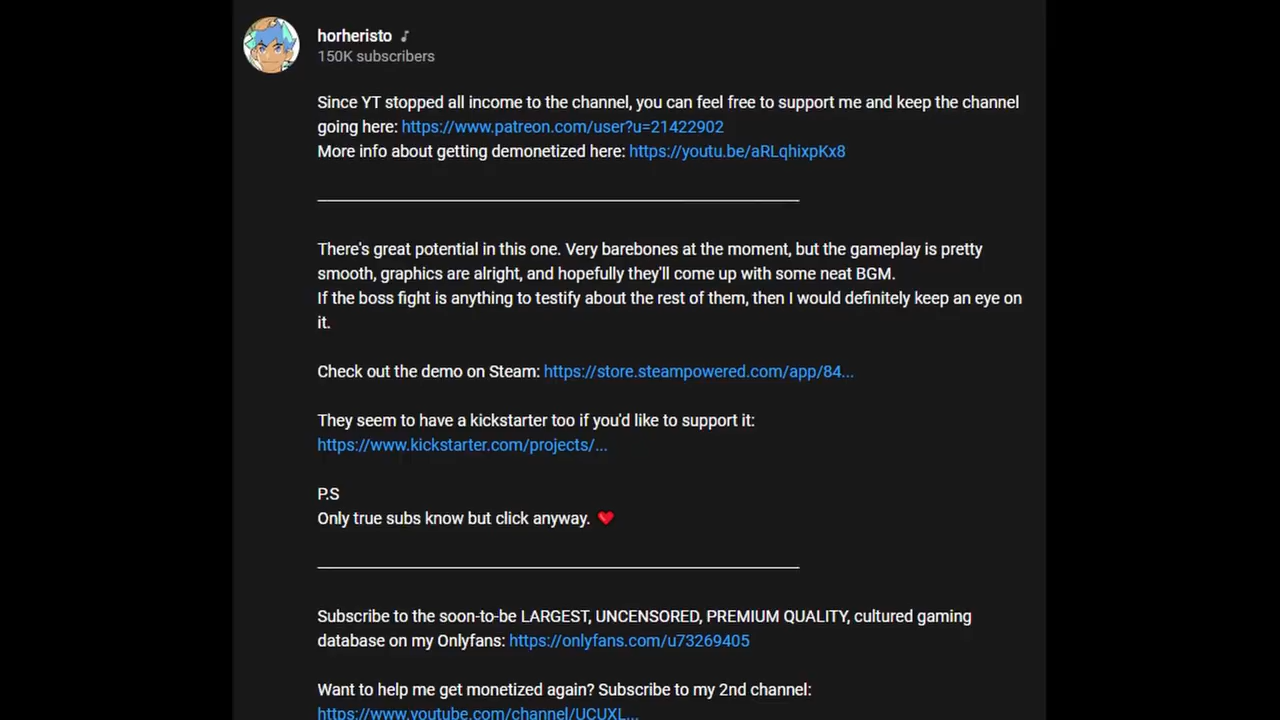 horheristo ♪
150K subscribers
Since YT stopped all income to the channel, you can feel free to support me and keep the channel
going here: https://www.patreon.com/user?u=21422902
More info about getting demonetized here: https://youtu.be/aRLqhixpKx8
There's great potential in this one. Very barebones at the moment, but the gameplay is pretty
smooth, graphics are alright, and hopefully they'll come up with some neat BGM.
If the boss fight is anything to testify about the rest of them, then I would definitely keep an eye on
it.
Check out the demo on Steam: https://store.steampowered.com/app/84...
They seem to have a kickstarter too if you'd like to support it:
https://www.kickstarter.com/projects/...
P.S
Only true subs know but click anyway. ❤
Subscribe to the soon-to-be LARGEST, UNCENSORED, PREMIUM QUALITY, cultured gaming
database on my Onlyfans: https://onlyfans.com/u73269405
Want to help me get monetized again? Subscribe to my 2nd channel:
https://www.youtube.com/channel/UCUXL...